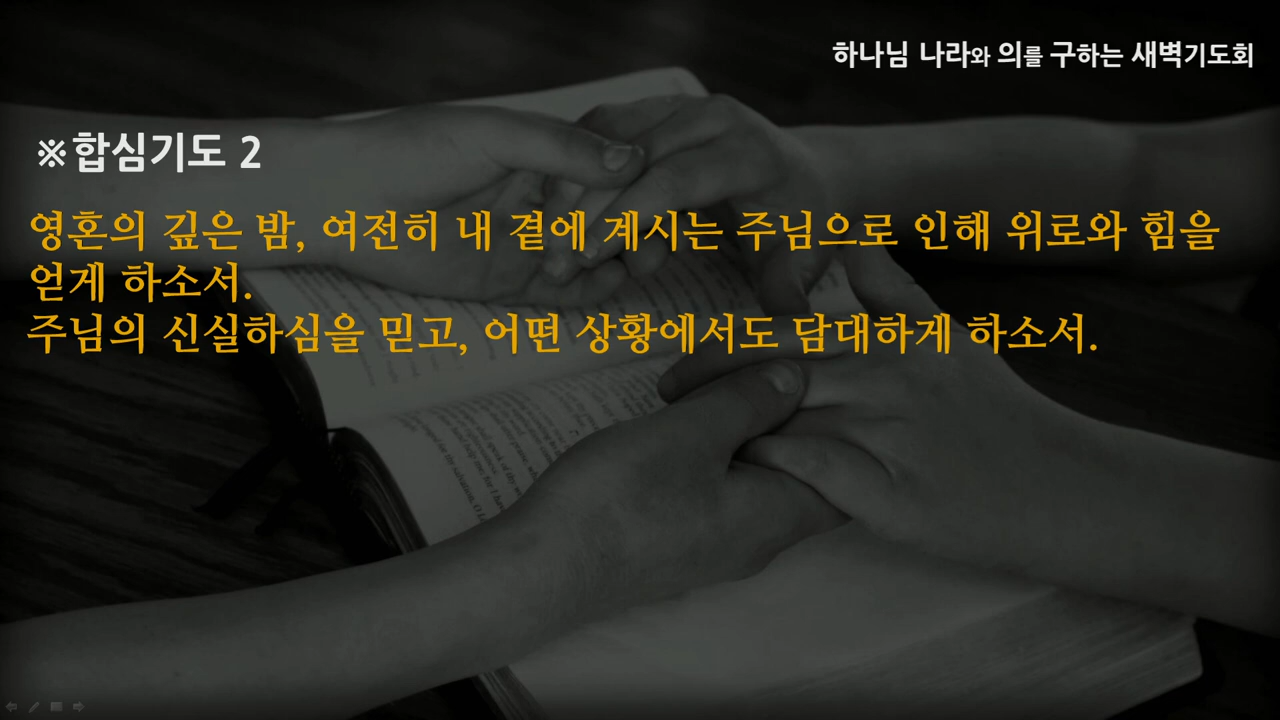 하나님 나라와 의를 구하는 새벽기도회
※합심기도 2
영혼의 깊은 밤, 여전히 내 곁에 계시는 주님으로 인해 위로와 힘을
얻게 하소서.
주님의 신실하심을 믿고, 어떤 상황에서도 담대하게 하소서.